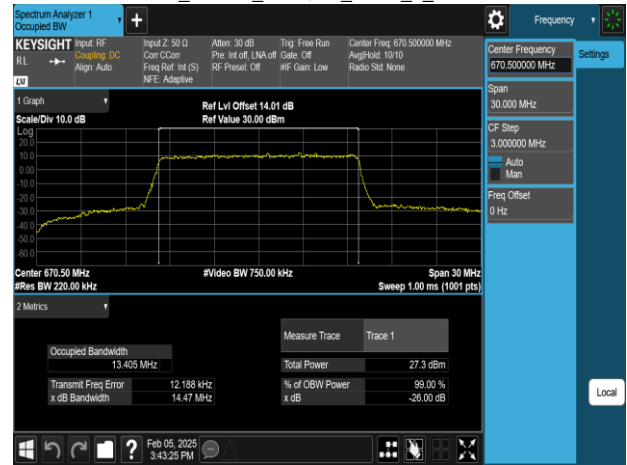 Spectrum Analyzer 1
Occupied BW
Frequency
KEYSIGHT
RL
LXI
Input: RF
Coupling: DC
Align: Auto
Input Z: 50 Ω
Corr CCorr
Freq Ref: Int (S)
NFE: Adaptive
Atten: 30 dB
Pre: Int off, LNA off
RF Presel: Off
Trig: Free Run
Gate: Off
#IF Gain: Low
Center Freq: 670.500000 MHz
Avg|Hold: 10/10
Radio Std: None
Center Frequency
670.500000 MHz
Settings
Span
30.000 MHz
CF Step
3.000000 MHz
Auto
Man
Freq Offset
0 Hz
1 Graph
Scale/Div 10.0 dB
Ref Lvl Offset 14.01 dB
Ref Value 30.00 dBm
Log
20.0
10.0
0.00
-10.0
-20.0
-30.0
-40.0
-50.0
-60.0
Center 670.50 MHz
#Video BW 750.00 kHz
Span 30 MHz
#Res BW 220.00 kHz
Sweep 1.00 ms (1001 pts)
2 Metrics
Measure Trace
Trace 1
Occupied Bandwidth
13.405 MHz
Total Power
27.3 dBm
Transmit Freq Error
12.188 kHz
% of OBW Power
99.00 %
x dB Bandwidth
14.47 MHz
x dB
-26.00 dB
Local
?
Feb 05, 2025
3:43:25 PM